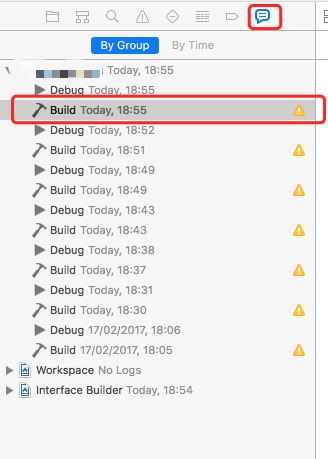 By Group By Time
Today, 18:55
Debug Today, 18:55
Build Today, 18:55
Debug Today, 18:52
Build Today, 18:51
Debug Today, 18:49
Build Today, 18:49
Debug Today, 18:43
Build Today, 18:43
Debug Today, 18:38
Build Today, 18:37
Debug Today, 18:31
Build Today, 18:30
Debug 17/02/2017, 18:06
Build 17/02/2017, 18:05
Workspace No Logs
Interface Builder Today, 18:54